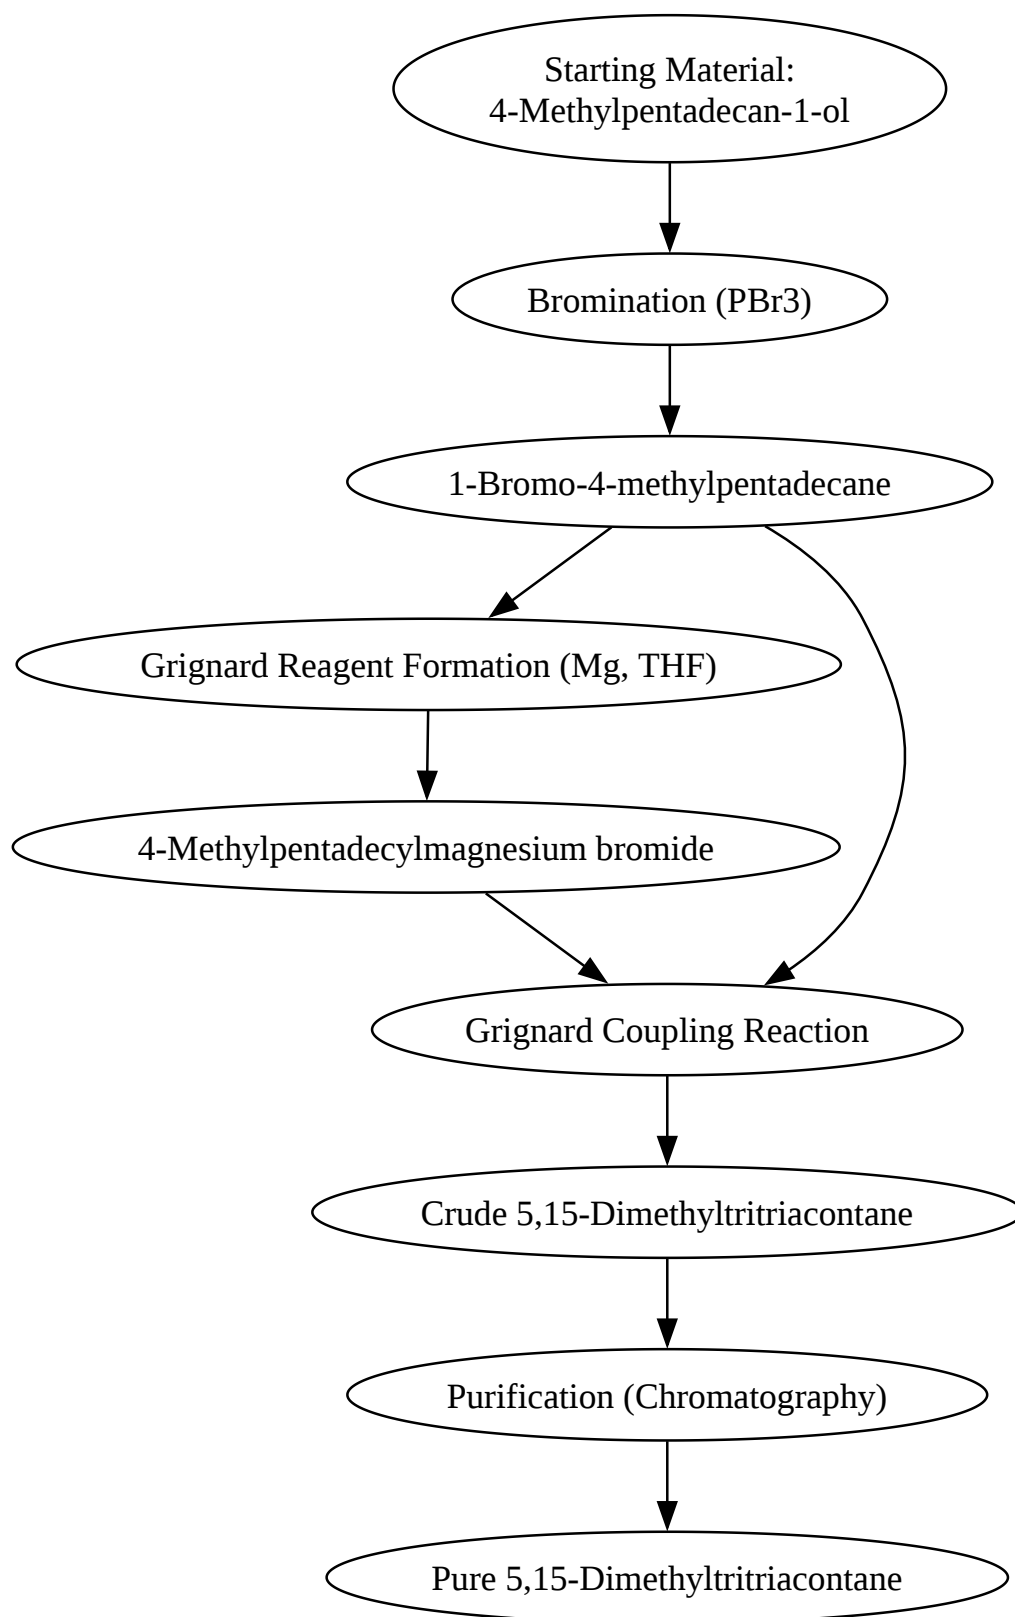 Starting Material:
4-Methylpentadecan-1-ol
Bromination (PBr3)
1-Bromo-4-methylpentadecane
Grignard Reagent Formation (Mg, THF)
4-Methylpentadecylmagnesium bromide
Grignard Coupling Reaction
Crude 5,15-Dimethyltritriacontane
Purification (Chromatography)
Pure 5,15-Dimethyltritriacontane